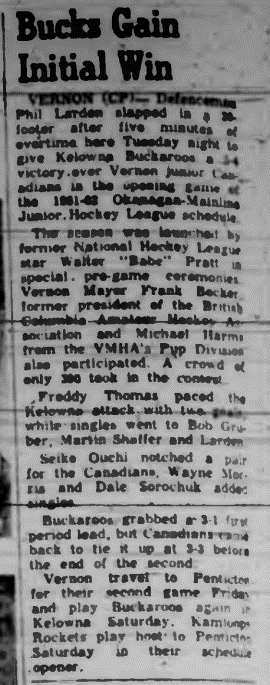 Bucks Gain
Initial Win
VERNON (CP)— Defenceman
Phil Larden slapped in a
footer after five minutes of
overtime here Tuesday night to
give Kelowna Buckaroos a 5-4
victory over Vernon junior Can-
adians in the opening game of
the 1961-62 Okanagan-Mainline
Junior Hockey League schedule.
The season was launched by
former National Hockey League
star Walter "Babe" Pratt in
special pre-game ceremonies.
Vernon Mayor Frank Becker,
former president of the British
Columbia Amateur Hockey As-
sociation and Michael Harms
from the VMHA's Pup Division
also participated. A crowd of
only 300 took in the contest.
Freddy Thomas paced the
Kelowna attack with two goals,
while singles went to Bob Gru-
ber, Martin Shaffer and Larden
Seiko Ouchi notched a pair
for the Canadians, Wayne Mor-
ris and Dale Sorochuk added
singles.
Buckaroos grabbed a 3-1 first
period lead, but Canadians came
back to tie it up at 3-3 before
the end of the second.
Vernon travel to Penticton
for their second game Friday
and play Buckaroos again in
Kelowna Saturday. Kamloops
Rockets play host to Penticton
Saturday in their schedule
opener.